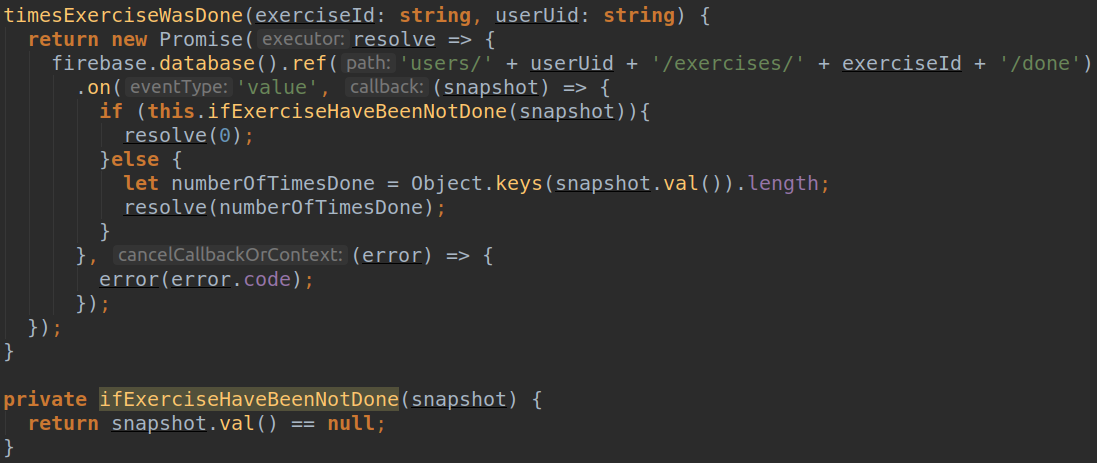 timesExerciseWasDone(exerciseId: string, userUid: string) {
  return new Promise( executor: resolve => {
    firebase.database().ref( path: 'users/' + userUid + '/exercises/' + exerciseId + '/done')
      .on( eventType: 'value', callback: (snapshot) => {
        if (this.ifExerciseHaveBeenNotDone(snapshot)){
          resolve(0);
        }else {
          let numberOfTimesDone = Object.keys(snapshot.val()).length;
          resolve(numberOfTimesDone);
        }
      }, cancelCallbackOrContext: (error) => {
        error(error.code);
      });
  });
}

private ifExerciseHaveBeenNotDone(snapshot) {
  return snapshot.val() == null;
}